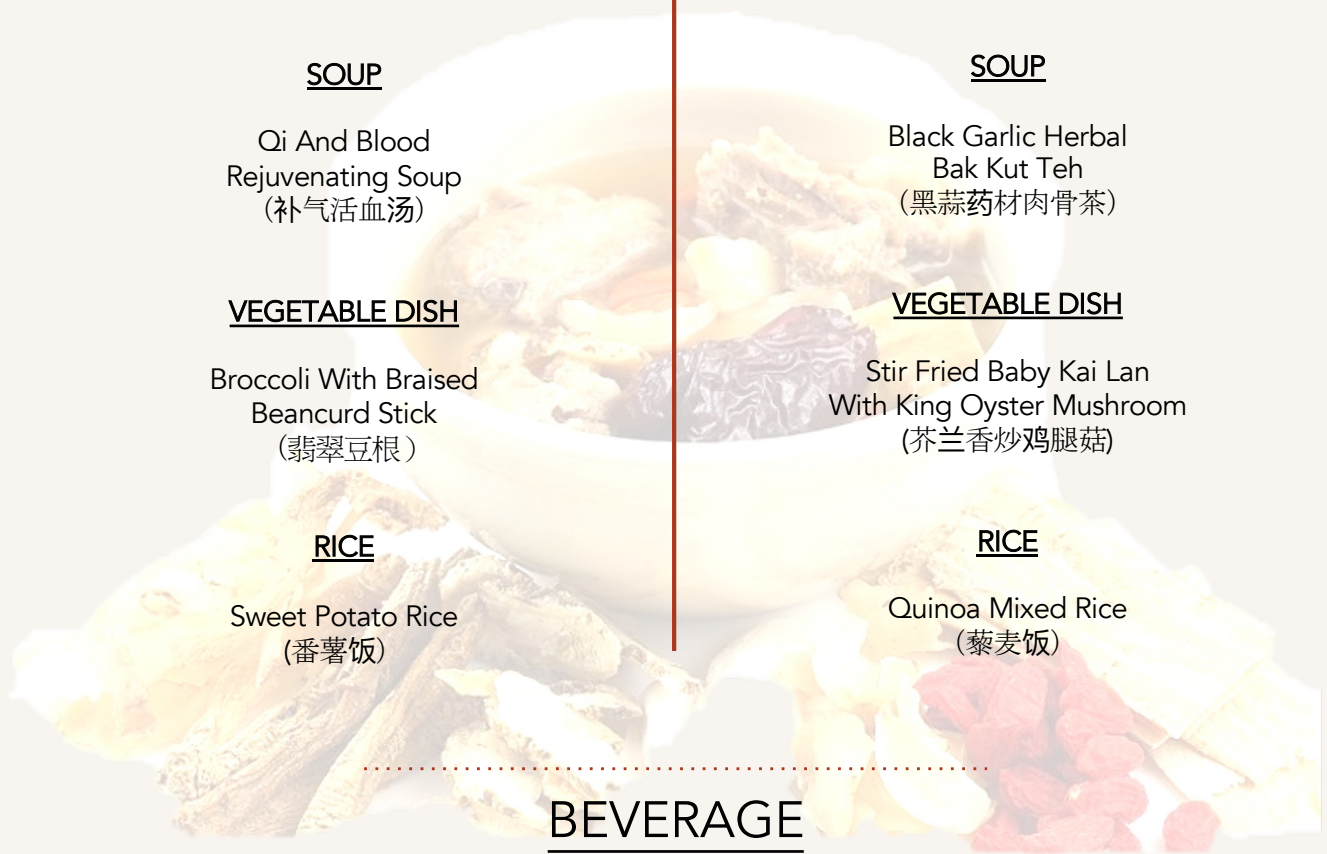 SOUP
Qi And Blood
Rejuvenating Soup
（补气活血汤）
VEGETABLE DISH
Broccoli With Braised
Beancurd Stick
（翡翠豆根）
RICE
Sweet Potato Rice
(番薯饭）
SOUP
Black Garlic Herbal
Bak Kut Teh
（黑蒜药材肉骨茶）
VEGETABLE DISH
Stir Fried Baby Kai Lan
With King Oyster Mushroom
(芥兰香炒鸡腿菇)
RICE
Quinoa Mixed Rice
（藜麦饭）
BEVERAGE